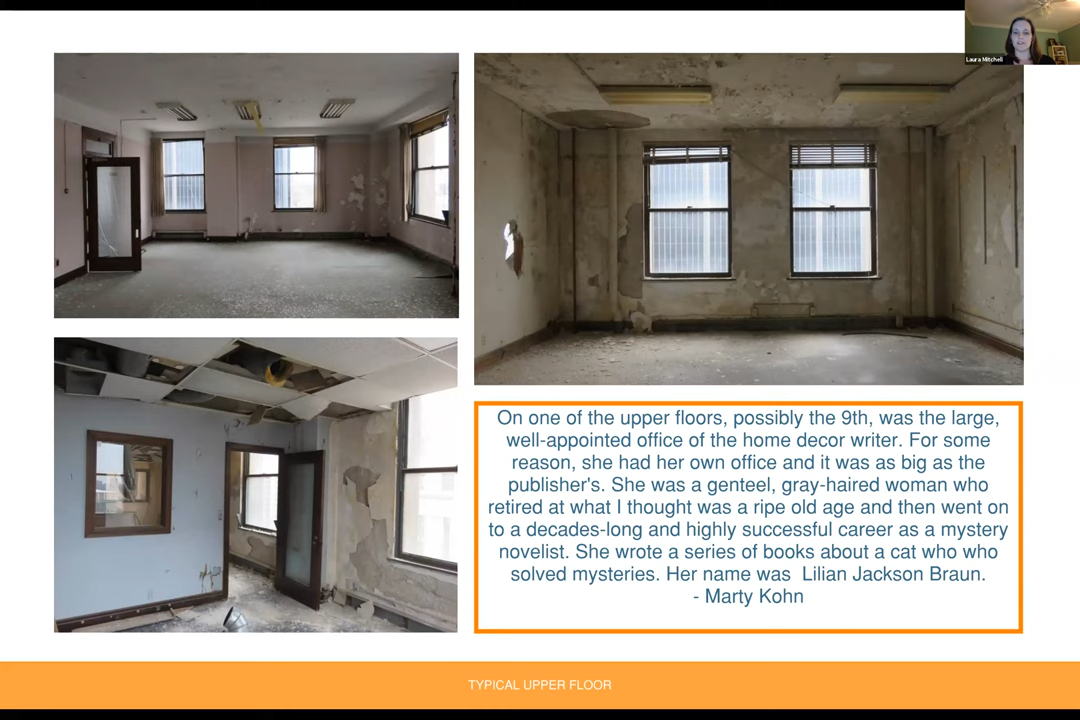 Laura Mitchell
On one of the upper floors, possibly the 9th, was the large,
well-appointed office of the home decor writer. For some
reason, she had her own office and it was as big as the
publisher's. She was a genteel, gray-haired woman who
retired at what I thought was a ripe old age and then went on
to a decades-long and highly successful career as a mystery
novelist. She wrote a series of books about a cat who who
solved mysteries. Her name was  Lilian Jackson Braun.
- Marty Kohn
TYPICAL UPPER FLOOR